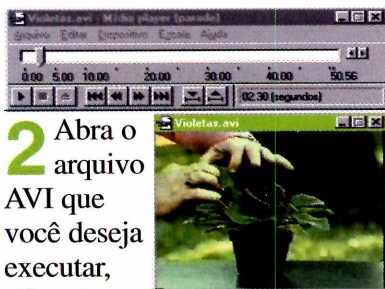 Violetas.avi - Mídia player (parado)
Arquivo Editar Dispositivo Escala Ajuda
0.00 5.00 10.00 20.00 30.00 40.00 50.56
02.30 (segundos)
2 Abra o
arquivo
AVI que
você deseja
executar,
Violetas.avi